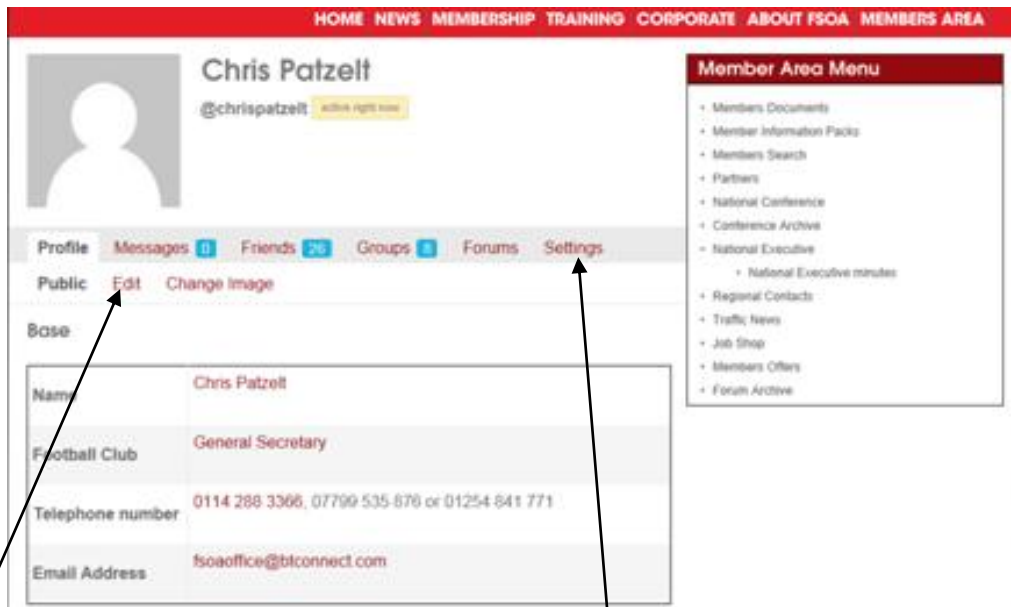 HOME NEWS MEMBERSHIP TRAINING CORPORATE ABOUT FSOA MEMBERS AREA
Chris Patzelt
@chrispatzelt active right now
Profile Messages 0 Friends 26 Groups 8 Forums Settings
Public Edit Change Image
Base
Name Chris Patzelt
Football Club General Secretary
Telephone number 0114 288 3366, 07799 535 876 or 01254 841 771
Email Address fsoaoffice@btconnect.com
Member Area Menu
Members Documents
Member Information Packs
Members Search
Partners
National Conference
Conference Archive
National Executive
National Executive minutes
Regional Contacts
Traffic News
Job Shop
Members Offers
Forum Archive